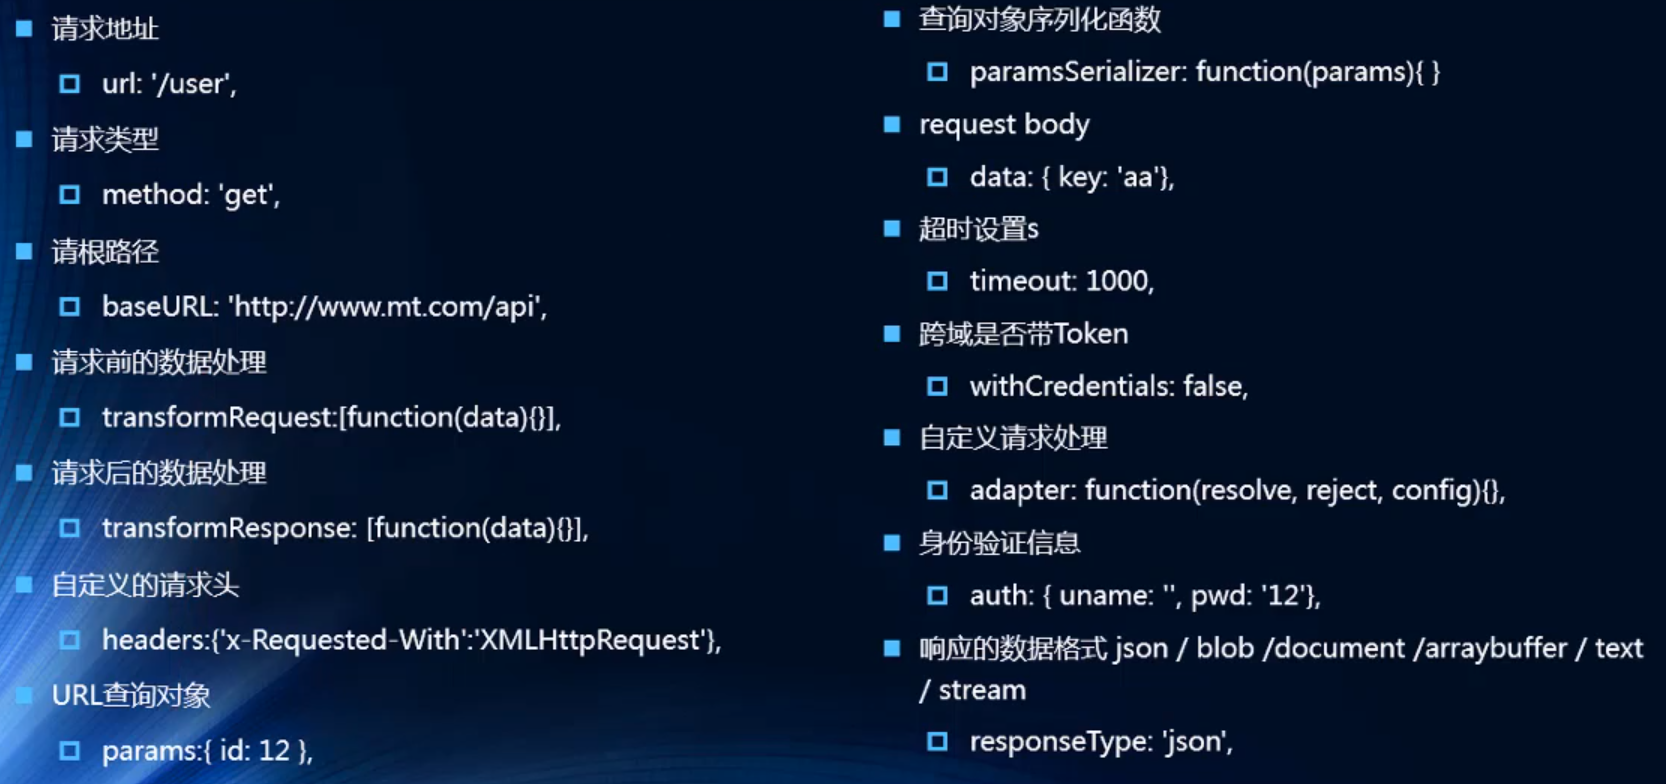 请求地址
url: '/user',
请求类型
method: 'get',
请根路径
baseURL: 'http://www.mt.com/api',
请求前的数据处理
transformRequest:[function(data){}],
请求后的数据处理
transformResponse: [function(data){}],
自定义的请求头
headers:{'x-Requested-With':'XMLHttpRequest'},
URL查询对象
params:{ id: 12 },
查询对象序列化函数
paramsSerializer: function(params){ }
request body
data: { key: 'aa'},
超时设置s
timeout: 1000,
跨域是否带Token
withCredentials: false,
自定义请求处理
adapter: function(resolve, reject, config){},
身份验证信息
auth: { uname: '', pwd: '12'},
响应的数据格式 json / blob /document /arraybuffer / text
/ stream
responseType: 'json',